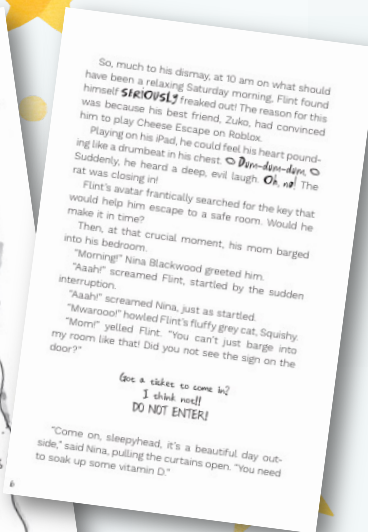 So, much to his dismay, at 10 am on what should
have been a relaxing Saturday morning, Flint found
himself SERIOUSLY freaked out! The reason for this
was because his best friend, Zuko, had convinced
him to play Cheese Escape on Roblox.
Playing on his iPad, he could feel his heart pound-
ing like a drumbeat in his chest. Dum-dum-dum,
Suddenly, he heard a deep, evil laugh. Oh, no! The
rat was closing in!
Flint's avatar frantically searched for the key that
would help him escape to a safe room. Would he
make it in time?
Then, at that crucial moment, his mom barged
into his bedroom.
"Morning!" Nina Blackwood greeted him.
"Aaah!" screamed Flint, startled by the sudden
interruption.
"Aaah!" screamed Nina, just as startled.
"Mwarooo!" howled Flint's fluffy grey cat, Squishy.
"Mom!" yelled Flint. "You can't just barge into
my room like that! Did you not see the sign on the
door?"
Got a ticket to come in?
I think not!!
DO NOT ENTER!
"Come on, sleepyhead, it's a beautiful day out-
side," said Nina, pulling the curtains open. "You need
to soak up some vitamin D."